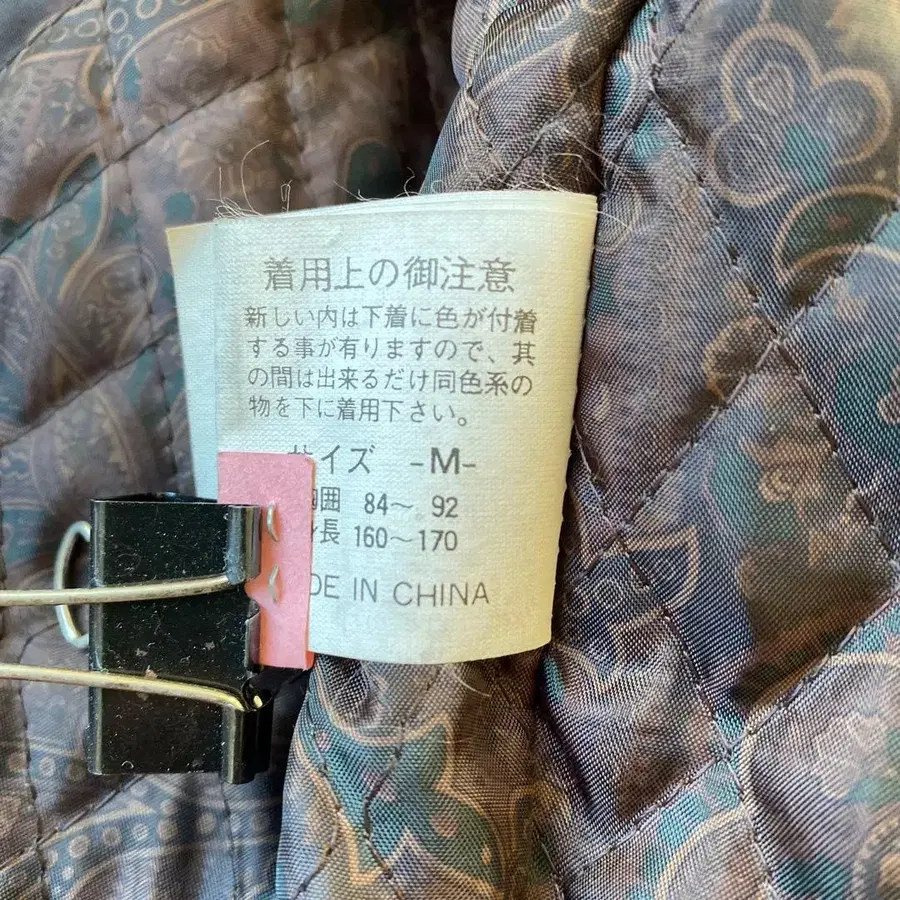 着用上の御注意
新しい内は下着に色が付着
する事が有りますので、其
の間は出来るだけ同色系の
物を下に着用下さい。
サイズ -M-
囲 84～ 92
長 160～170
DE IN CHINA